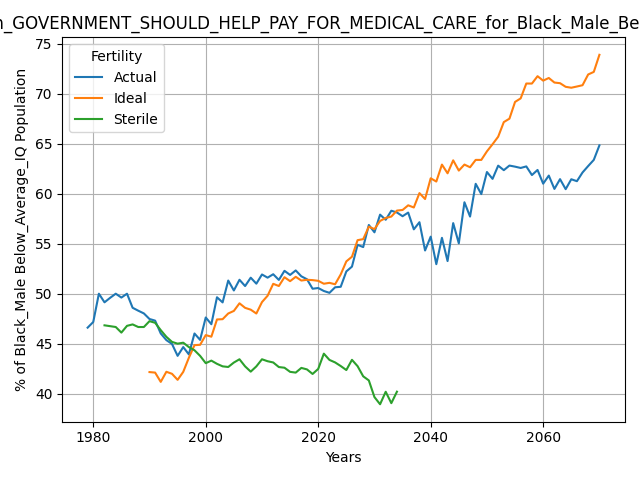 GOVERNMENT_SHOULD_HELP_PAY_FOR_MEDICAL_CARE_for_Black_Male_Be
75
70
65
60
55
50
45
40
% of Black_Male Below_Average_IQ Population
Fertility
Actual
Ideal
Sterile
1980
2000
2020
2040
2060
Years